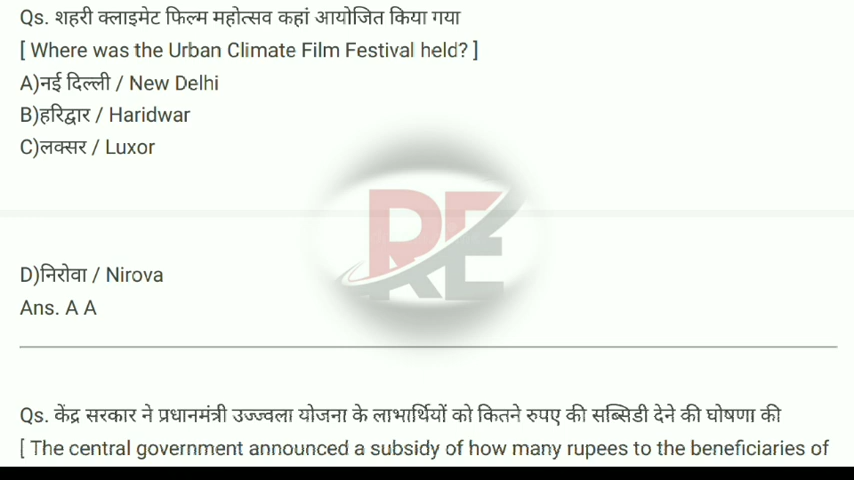 Qs. शहरी क्लाइमेट फिल्म महोत्सव कहां आयोजित किया गया
[ Where was the Urban Climate Film Festival held? ]
A)नई दिल्ली / New Delhi
B)हरिद्वार / Haridwar
C)लक्सर / Luxor
RE
D)निरोवा / Nirova
Ans. A A
Qs. केंद्र सरकार ने प्रधानमंत्री उज्ज्वला योजना के लाभार्थियों को कितने रुपए की सब्सिडी देने की घोषणा की
[ The central government announced a subsidy of how many rupees to the beneficiaries of